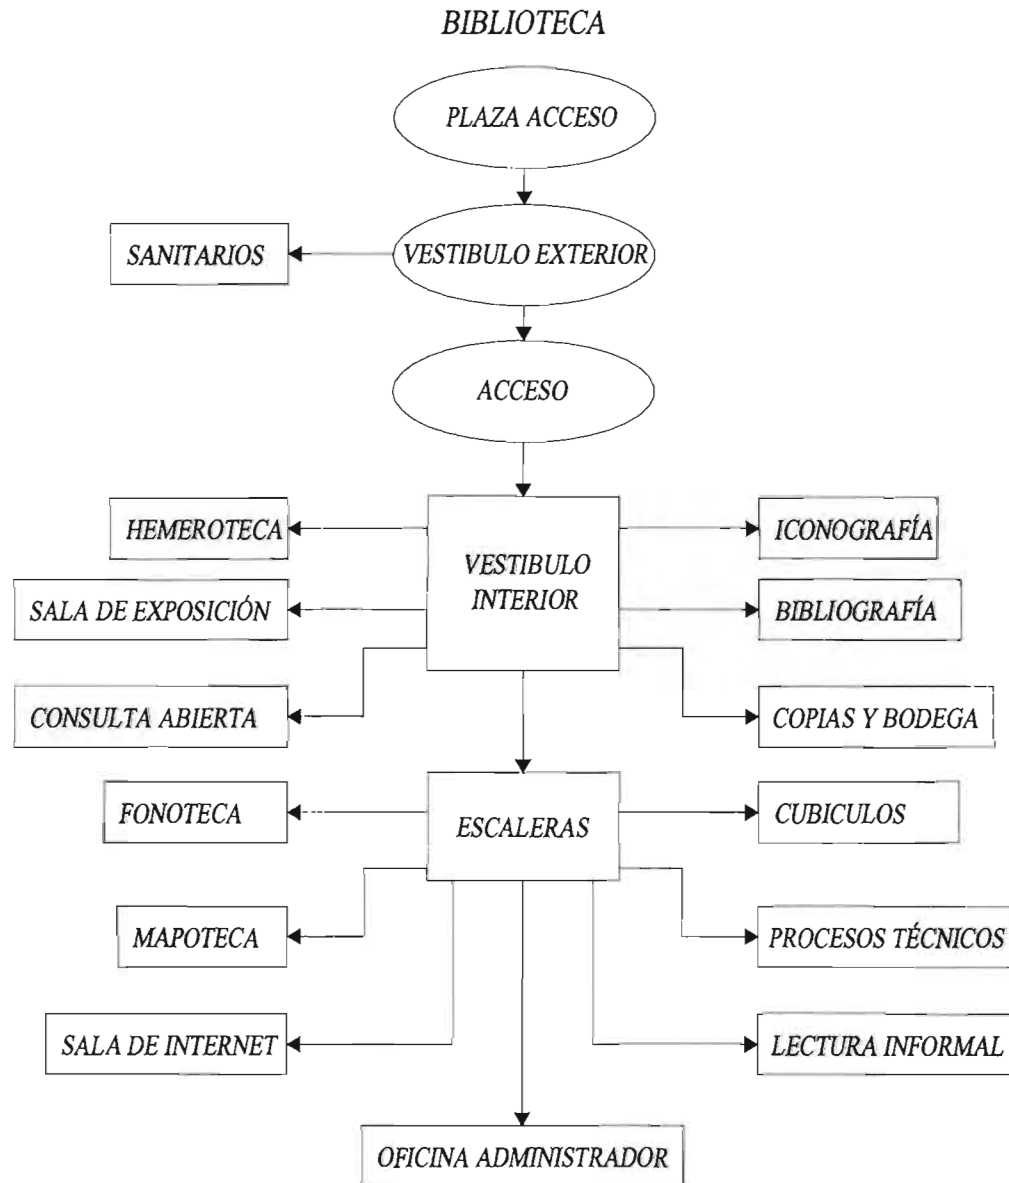 BIBLIOTECA
PLAZA ACCESO
SANITARIOS
VESTIBULO EXTERIOR
ACCESO
HEMEROTECA
VESTIBULO
INTERIOR
ICONOGRAFÍA
SALA DE EXPOSICIÓN
BIBLIOGRAFÍA
CONSULTA ABIERTA
COPIAS Y BODEGA
FONOTECA
ESCALERAS
CUBICULOS
MAPOTECA
PROCESOS TÉCNICOS
SALA DE INTERNET
LECTURA INFORMAL
OFICINA ADMINISTRADOR